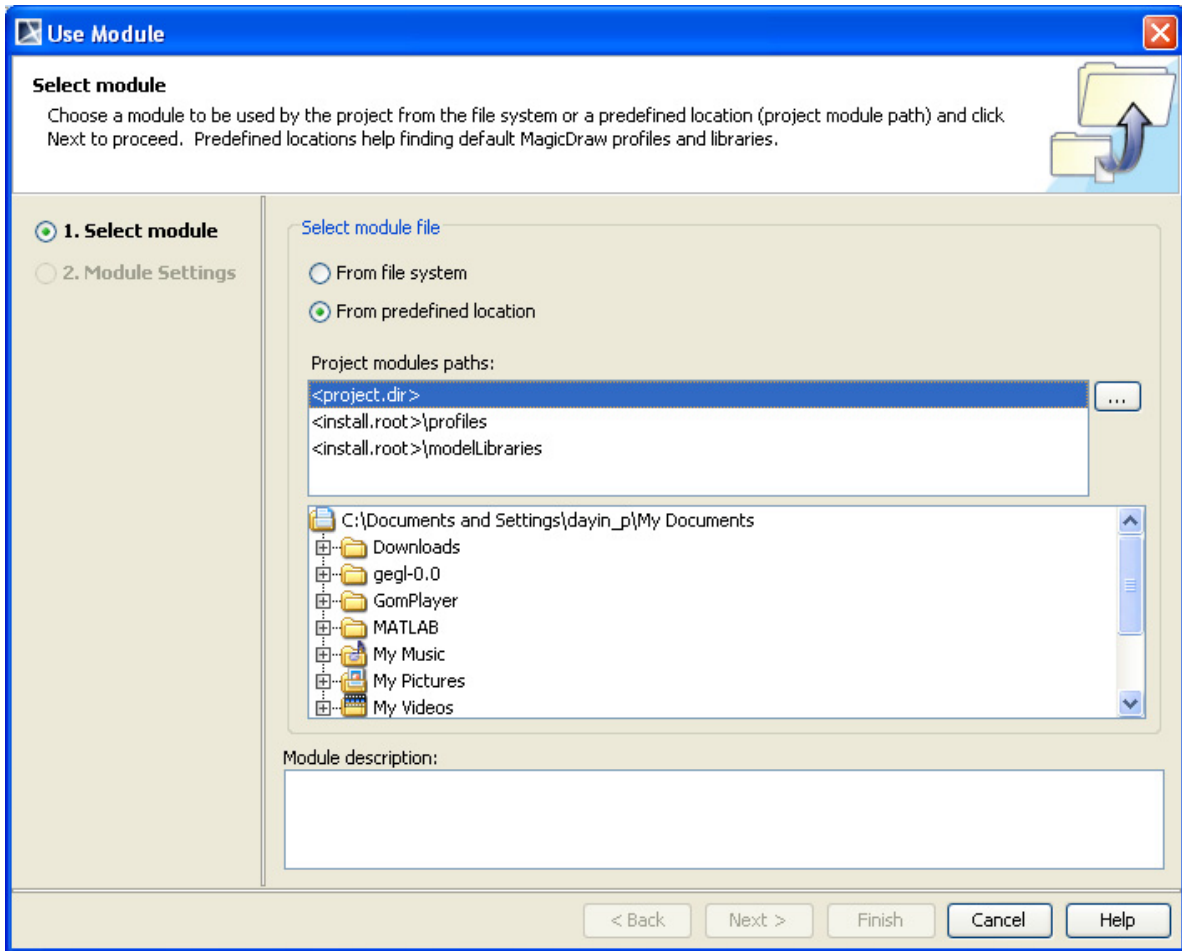 Use Module
Select module
Choose a module to be used by the project from the file system or a predefined location (project module path) and click
Next to proceed.  Predefined locations help finding default MagicDraw profiles and libraries.
1. Select module
2. Module Settings
Select module file
From file system
From predefined location
Project modules paths:
<project.dir>
...
<install.root>\profiles
<install.root>\modelLibraries
C:\Documents and Settings\dayin_p\My Documents
Downloads
gegl-0.0
GomPlayer
MATLAB
My Music
My Pictures
My Videos
Module description:
< Back
Next >
Finish
Cancel
Help